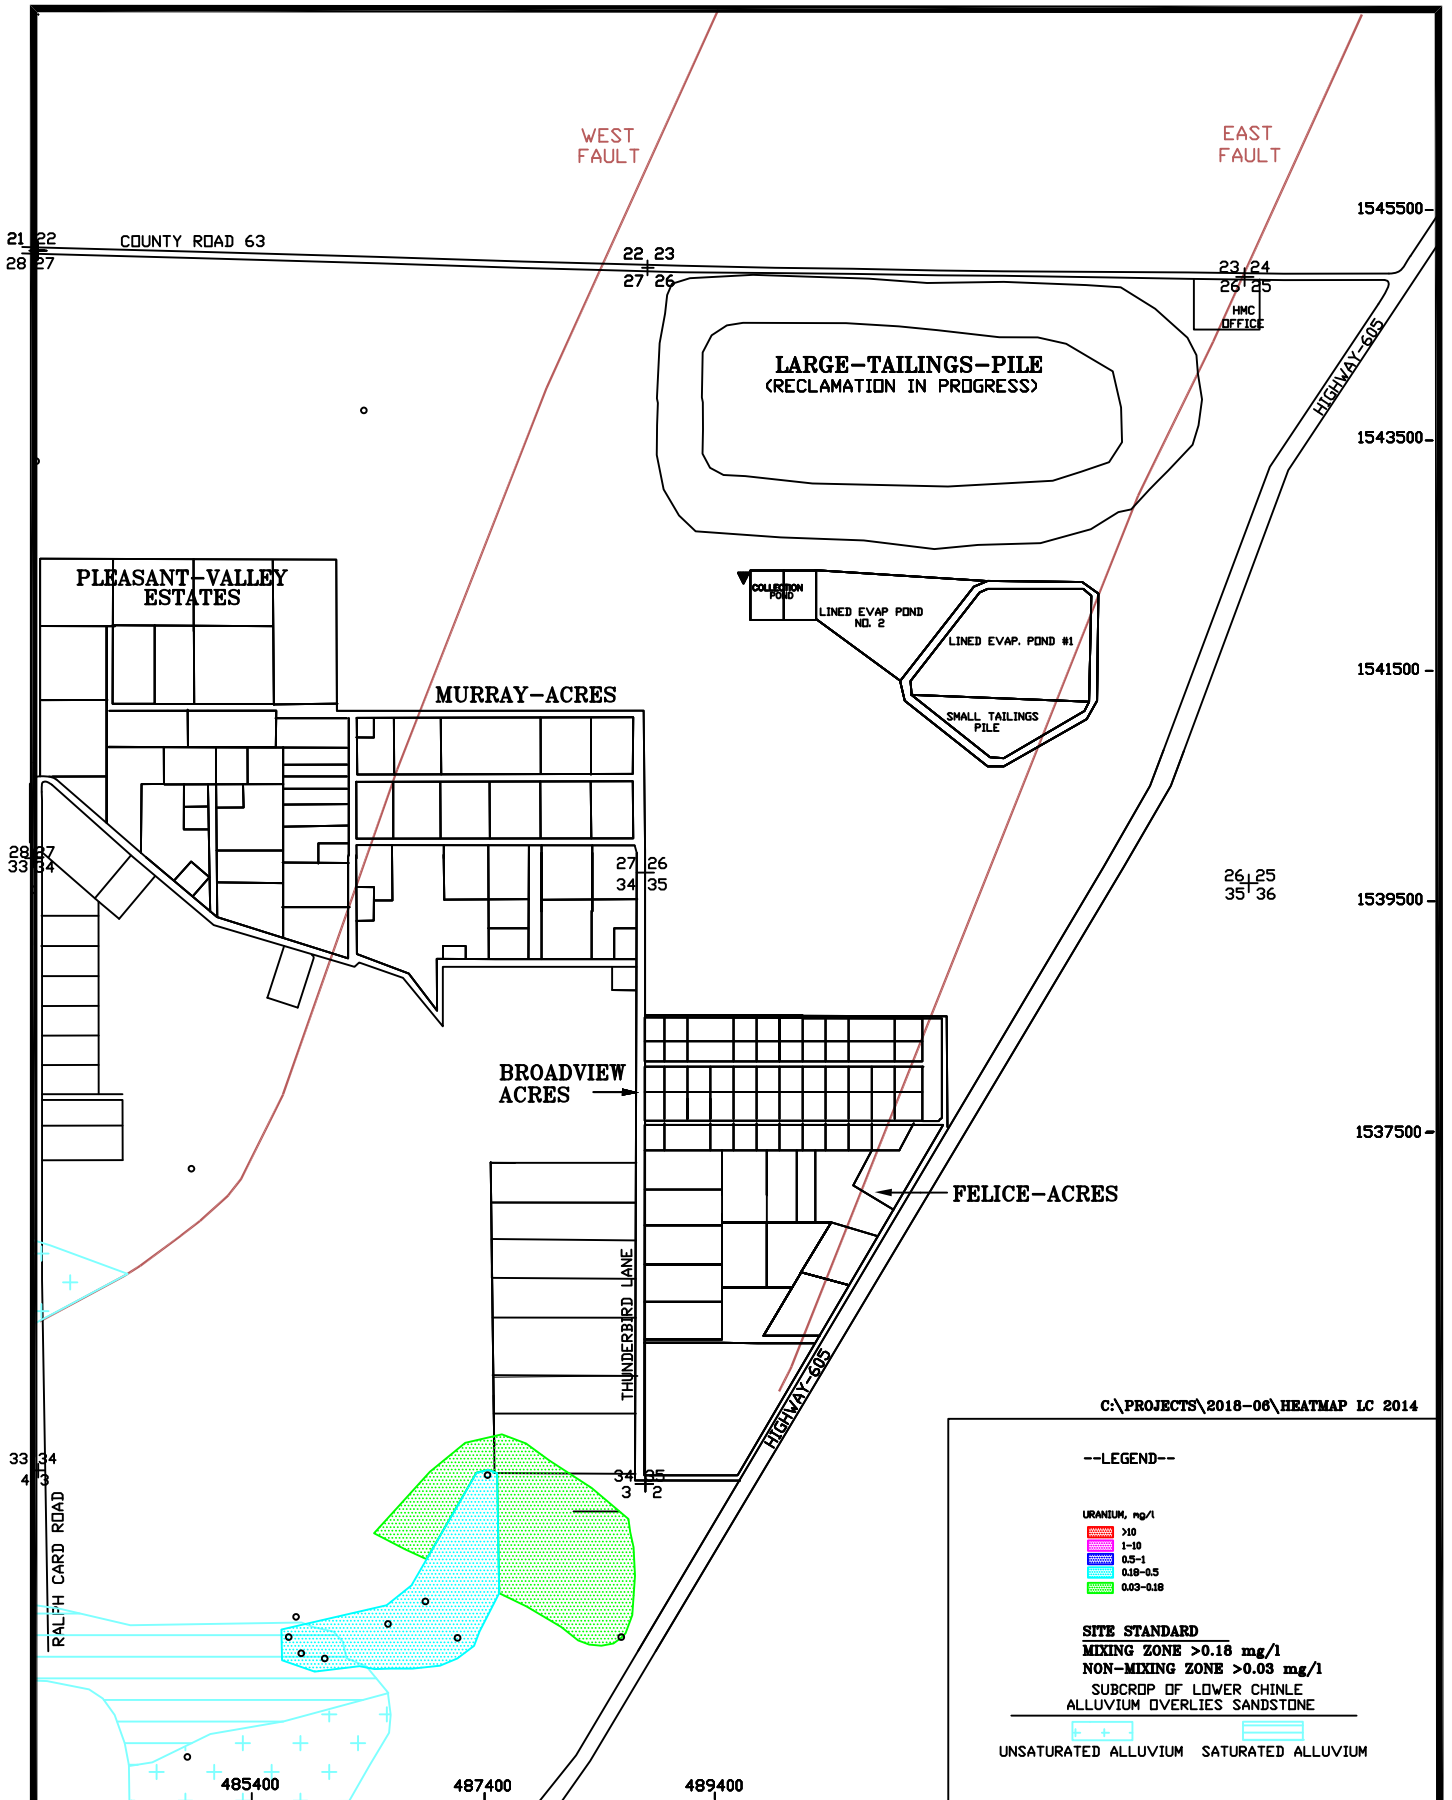 WEST
FAULT
EAST
FAULT
1545500
21 22
28 27
COUNTY ROAD 63
22 23
27 26
23 24
26 25
HMC
OFFICE
HIGHWAY-605
LARGE-TAILINGS-PILE
(RECLAMATION IN PROGRESS)
1543500
PLEASANT-VALLEY
ESTATES
COLLECTION
POND
LINED EVAP POND
NO. 2
LINED EVAP. POND #1
1541500
MURRAY-ACRES
SMALL TAILINGS
PILE
28 27
33 34
27 26
34 35
26 25
35 36
1539500
BROADVIEW
ACRES
1537500
FELICE-ACRES
THUNDERBIRD LANE
HIGHWAY-605
C:\PROJECTS\2018-06\HEATMAP LC 2014
33 34
4 3
34 35
3 2
RALPH CARD ROAD
--LEGEND--
URANIUM, mg/l
>10
1-10
0.5-1
0.18-0.5
0.03-0.18
SITE STANDARD
MIXING ZONE >0.18 mg/l
NON-MIXING ZONE >0.03 mg/l
SUBCROP OF LOWER CHINLE
ALLUVIUM OVERLIES SANDSTONE
UNSATURATED ALLUVIUM SATURATED ALLUVIUM
485400
487400
489400